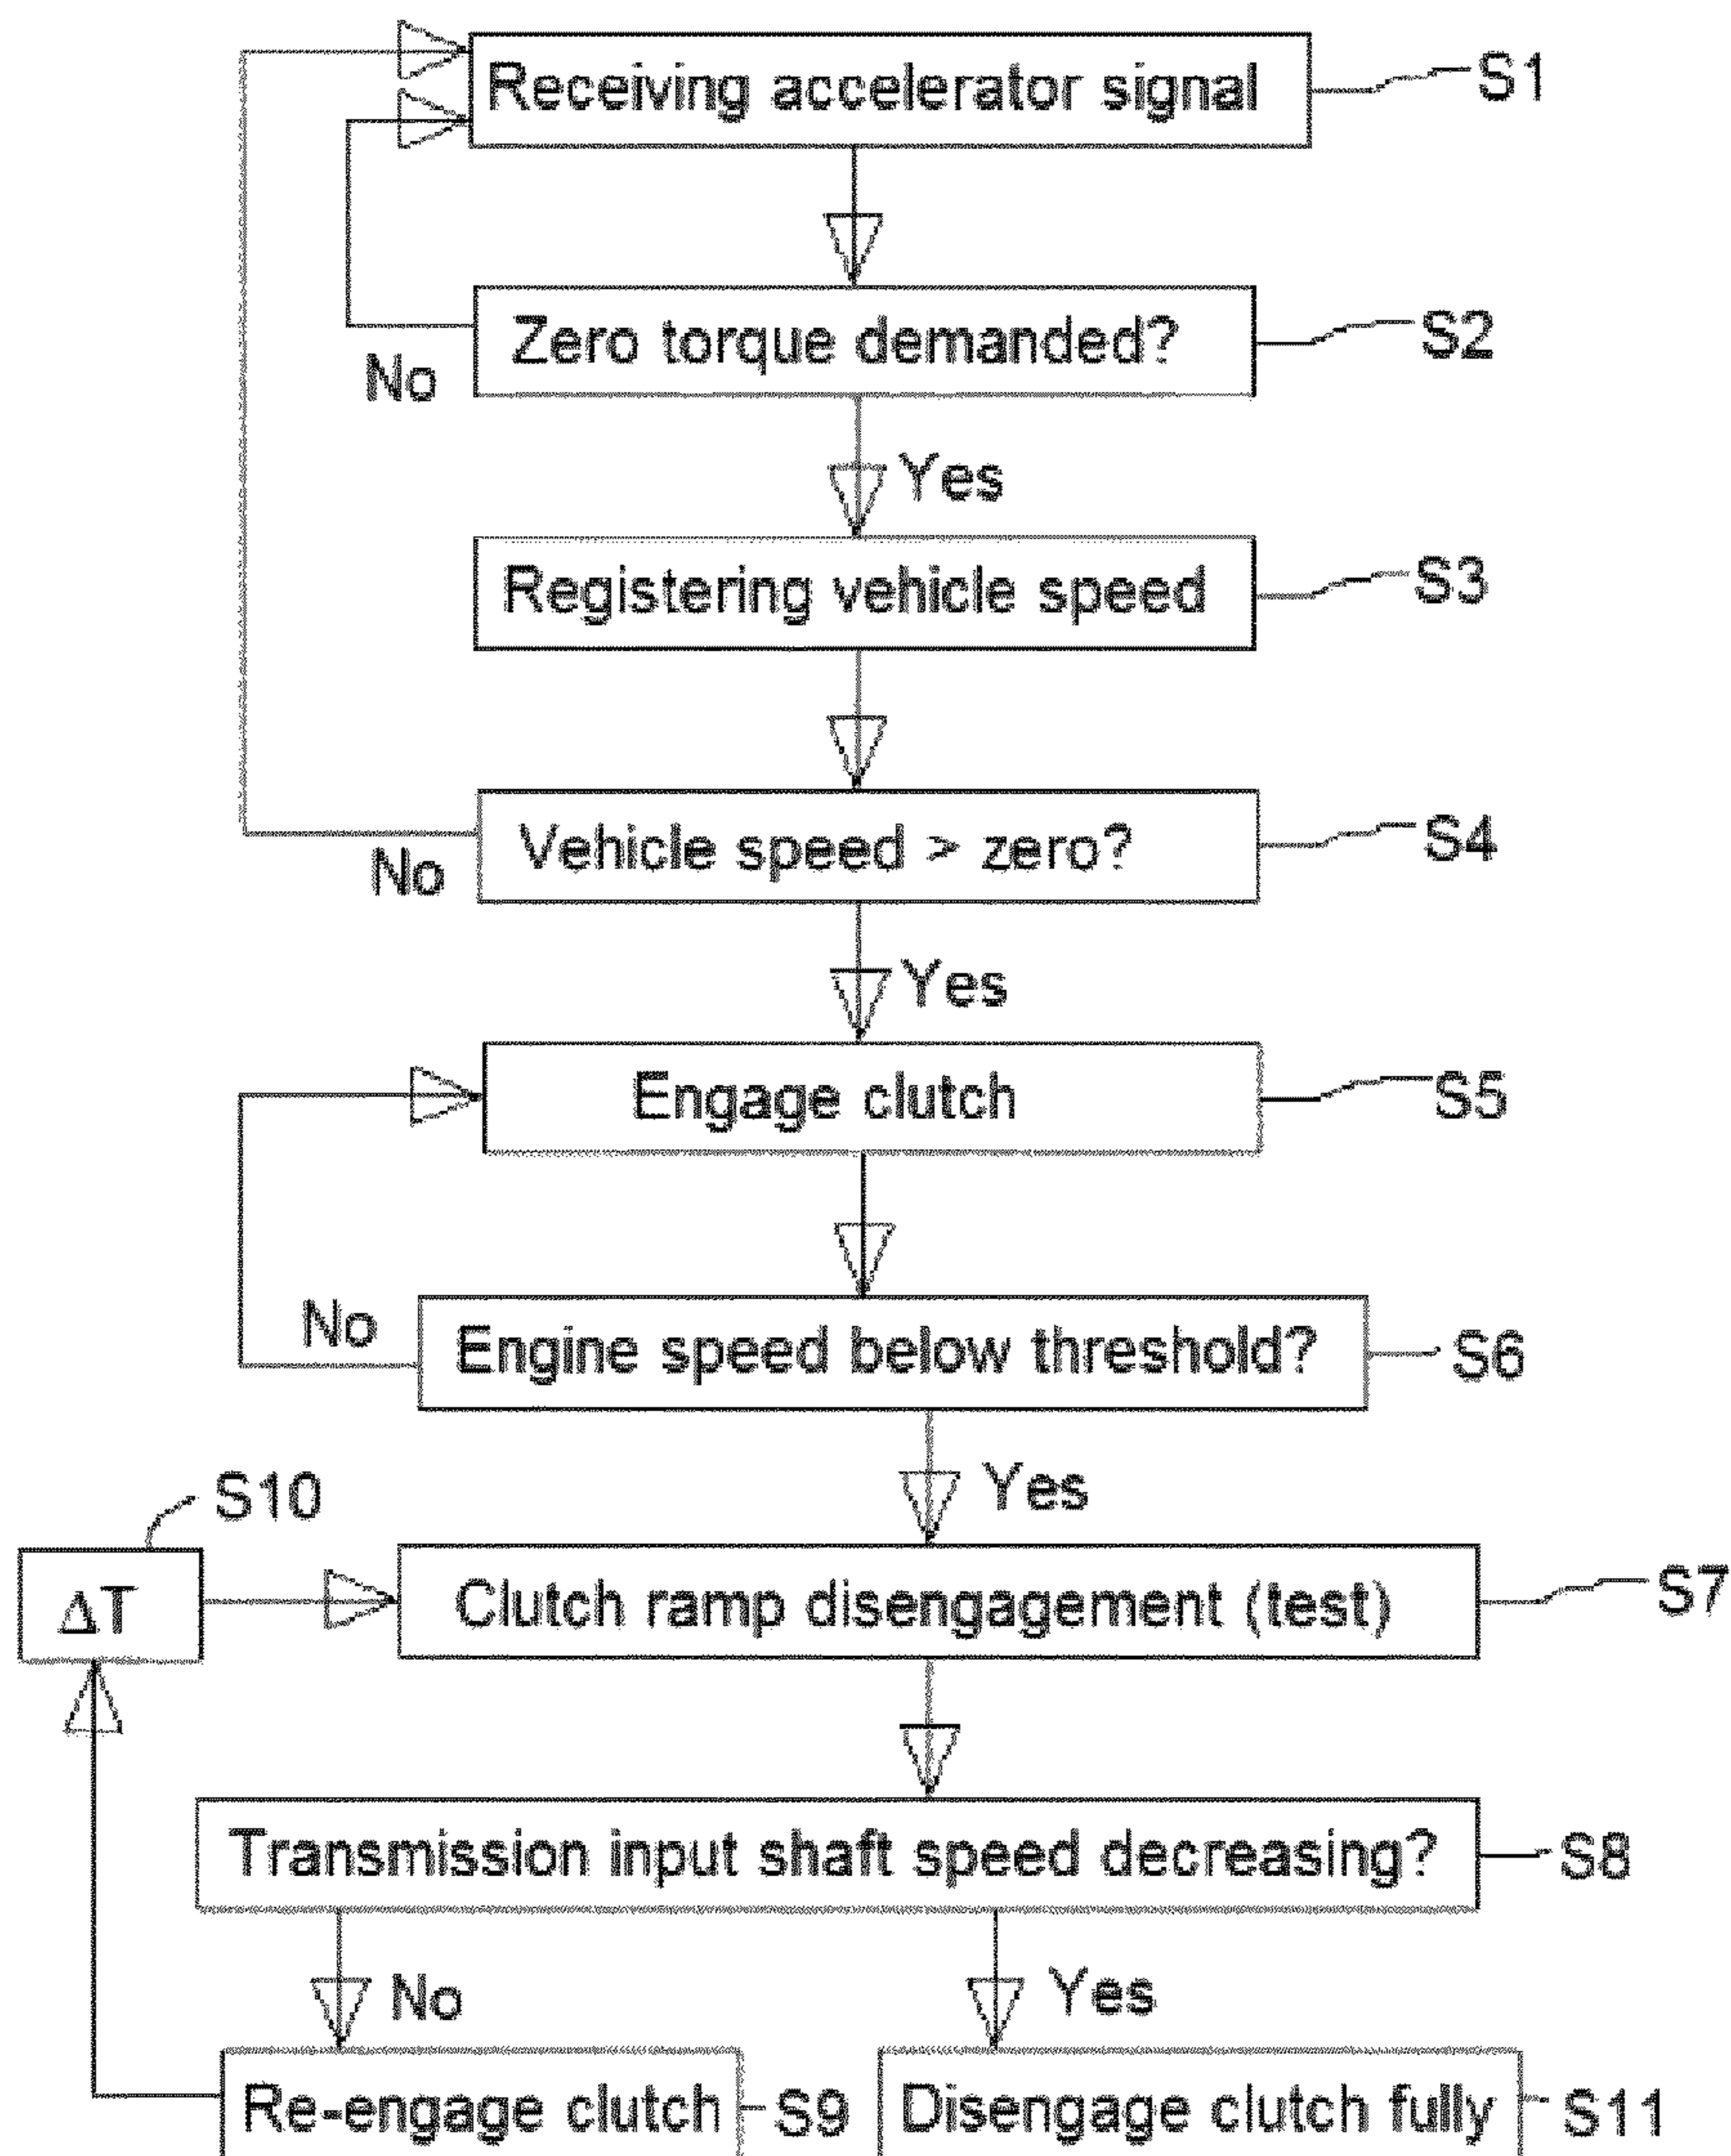 Receiving accelerator signal
S1
Zero torque demanded?
S2
No
Yes
Registering vehicle speed
S3
Vehicle speed > zero?
S4
No
Yes
Engage clutch
S5
No
Engine speed below threshold?
S6
Yes
S10
ΔT
Clutch ramp disengagement (test)
S7
Transmission input shaft speed decreasing?
S8
No
Yes
Re-engage clutch
S9
Disengage clutch fully
S11